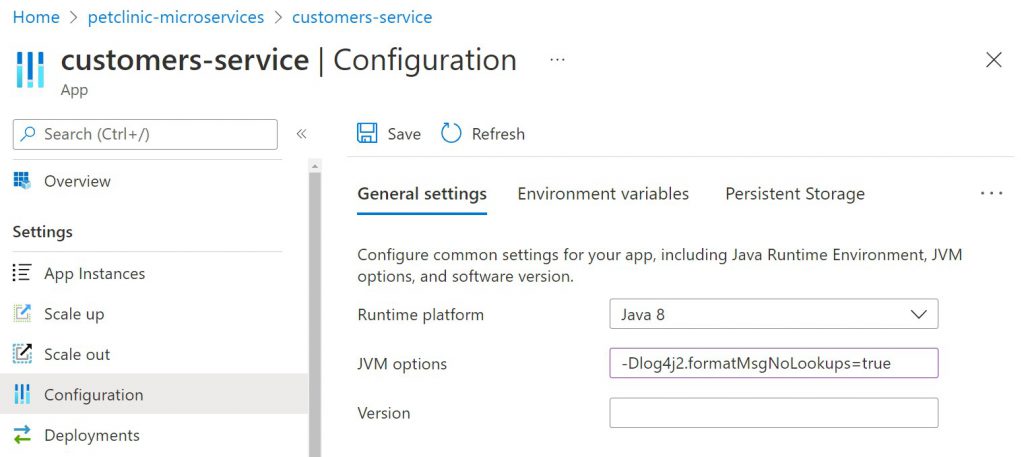 Home > petclinic-microservices > customers-service
customers-service | Configuration ...
App
Search (Ctrl+/)
«
Save
Refresh
Overview
General settings
Environment variables
Persistent Storage
...
Settings
Configure common settings for your app, including Java Runtime Environment, JVM
options, and software version.
App Instances
Scale up
Runtime platform
Java 8
Scale out
JVM options
-Dlog4j2.formatMsgNoLookups=true
Configuration
Version
Deployments